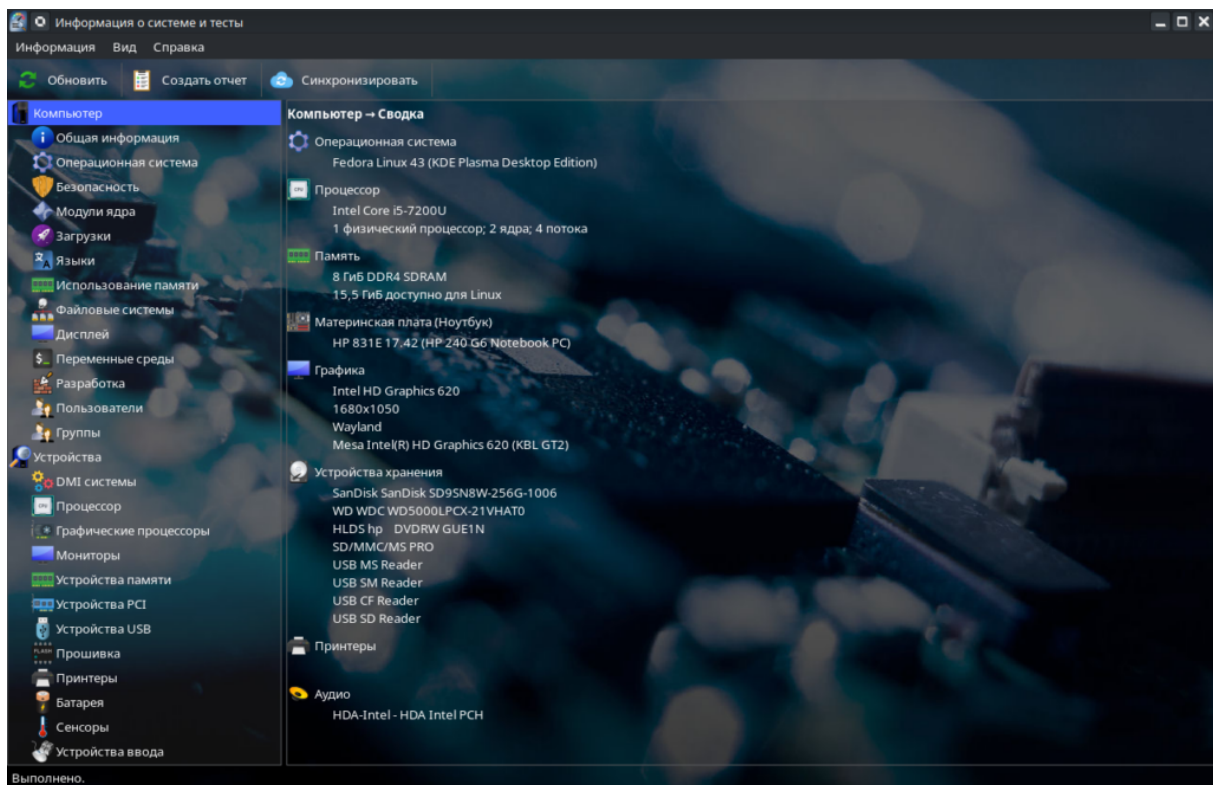 Информация о системе и тесты
Информация Вид Справка
Обновить Создать отчет Синхронизировать
Компьютер
Общая информация
Операционная система
Безопасность
Модули ядра
Загрузки
Языки
Использование памяти
Файловые системы
Дисплей
Переменные среды
Разработка
Пользователи
Группы
Устройства
DMI системы
Процессор
Графические процессоры
Мониторы
Устройства памяти
Устройства PCI
Устройства USB
Прошивка
Принтеры
Батарея
Сенсоры
Устройства ввода
Компьютер → Сводка
Операционная система
Fedora Linux 43 (KDE Plasma Desktop Edition)
Процессор
Intel Core i5-7200U
1 физический процессор; 2 ядра; 4 потока
Память
8 ГиБ DDR4 SDRAM
15,5 ГиБ доступно для Linux
Материнская плата (Ноутбук)
HP 831E 17.42 (HP 240 G6 Notebook PC)
Графика
Intel HD Graphics 620
1680x1050
Wayland
Mesa Intel(R) HD Graphics 620 (KBL GT2)
Устройства хранения
SanDisk SanDisk SD9SN8W-256G-1006
WD WDC WD5000LPCX-21VHAT0
HLDS hp DVDRW GUE1N
SD/MMC/MS PRO
USB MS Reader
USB SM Reader
USB CF Reader
USB SD Reader
Принтеры
Аудио
HDA-Intel - HDA Intel PCH
Выполнено.